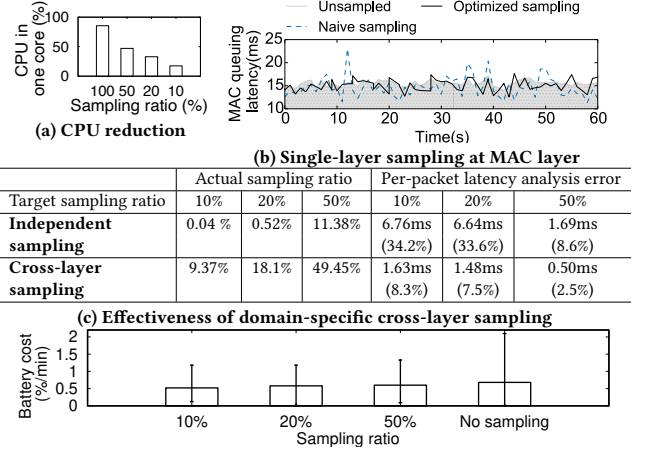 CPU in
one core (%)
100
50
0
100 50 20 10
Sampling ratio (%)
(a) CPU reduction
Unsampled
Optimized sampling
Naive sampling
MAC queuing
latency(ms)
25
20
15
10
0 10 20 30 40 50 60
Time(s)
(b) Single-layer sampling at MAC layer
Actual sampling ratio Per-packet latency analysis error
Target sampling ratio 10% 20% 50% 10% 20% 50%
Independent 0.04 % 0.52% 11.38% 6.76ms 6.64ms 1.69ms
sampling (34.2%) (33.6%) (8.6%)
Cross-layer 9.37% 18.1% 49.45% 1.63ms 1.48ms 0.50ms
sampling (8.3%) (7.5%) (2.5%)
(c) Effectiveness of domain-specific cross-layer sampling
Battery cost
(%/min)
2
1.5
1
0.5
0
10% 20% 50% No sampling
Sampling ratio